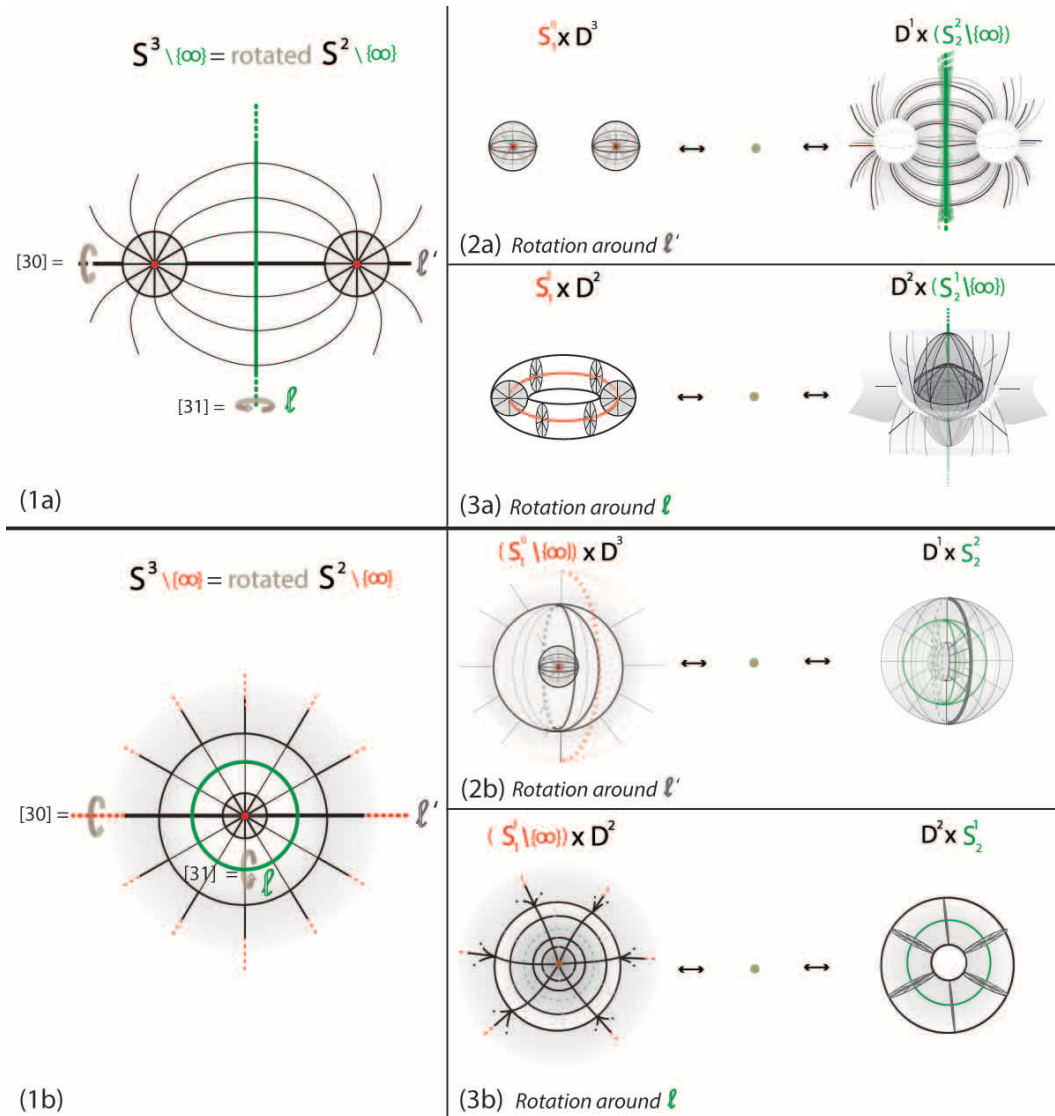 S³ \{∞} = rotated S² \{∞}
[30] =
ℓ'
[31] =
ℓ
(1a)
S⁰₁ x D³
D¹ x (S²₂\{∞})
(2a) Rotation around ℓ'
S¹₁ x D²
D² x (S¹₂\{∞})
(3a) Rotation around ℓ
S³ \{∞} = rotated S² \{∞}
[30] =
ℓ'
[31] =
ℓ
(1b)
(S⁰₁\{∞}) x D³
D¹ x S²₂
(2b) Rotation around ℓ'
(S¹₁\{∞}) x D²
D² x S¹₂
(3b) Rotation around ℓ